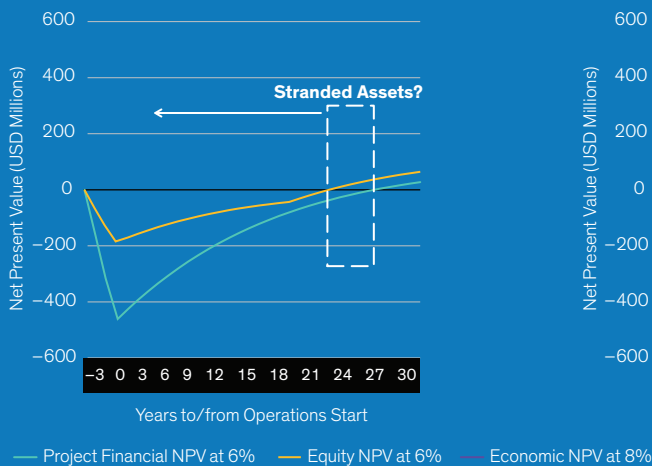 600
400
200
0
−200
−400
−600
Net Present Value (USD Millions)
Stranded Assets?
−3 0 3 6 9 12 15 18 21 24 27 30
Years to/from Operations Start
600
400
200
0
−200
−400
−600
Net Present Value (USD Millions)
Project Financial NPV at 6% Equity NPV at 6% Economic NPV at 8%